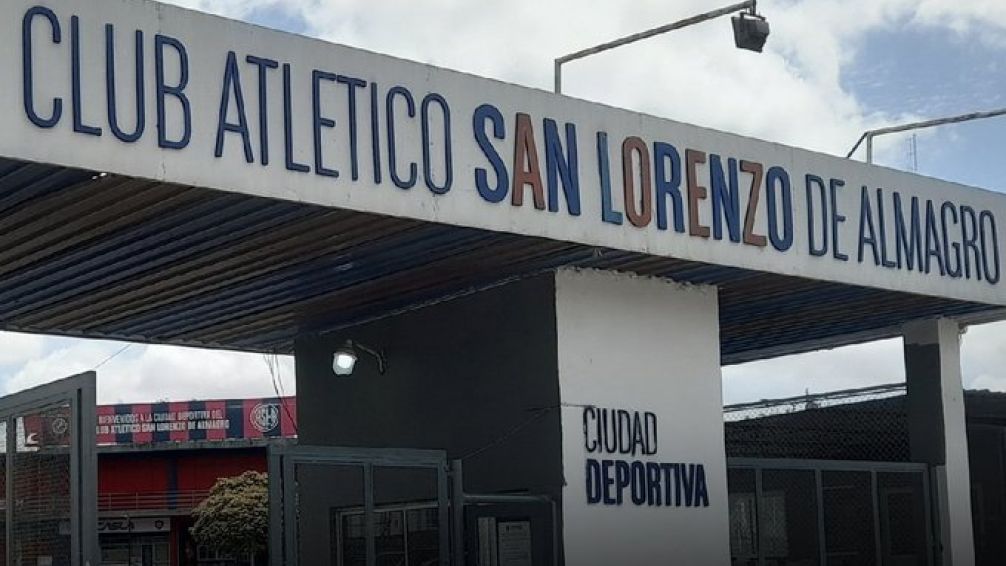 CLUB ATLETICO SAN LORENZO DE ALMAGRO
CIUDAD
DEPORTIVA
BIENVENIDOS A LA CIUDAD DEPORTIVA DEL
CLUB ATLETICO SAN LORENZO DE ALMAGRO
CASLA